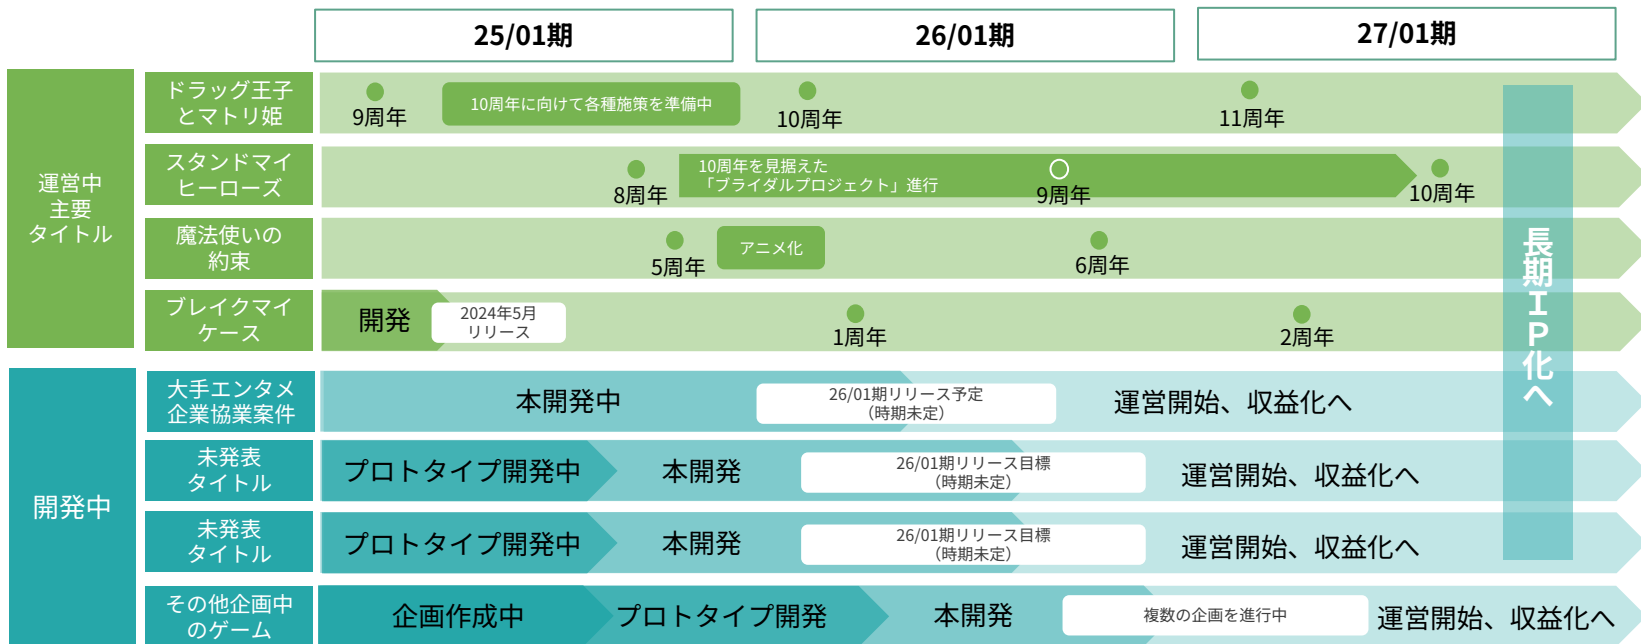 25/01期
26/01期
27/01期
運営中
主要
タイトル
ドラッグ王子
とマトリ姫
9周年
10周年に向けて各種施策を準備中
10周年
11周年
スタンドマイ
ヒーローズ
8周年
10周年を見据えた
「ブライダルプロジェクト」進行
9周年
10周年
魔法使いの
約束
5周年
アニメ化
6周年
ブレイクマイ
ケース
開発
2024年5月
リリース
1周年
2周年
長期IP化へ
開発中
大手エンタメ
企業協業案件
本開発中
26/01期リリース予定
(時期未定)
運営開始、収益化へ
未発表
タイトル
プロトタイプ開発中
本開発
26/01期リリース目標
(時期未定)
運営開始、収益化へ
未発表
タイトル
プロトタイプ開発中
本開発
26/01期リリース目標
(時期未定)
運営開始、収益化へ
その他企画中
のゲーム
企画作成中
プロトタイプ開発
本開発
複数の企画を進行中
運営開始、収益化へ